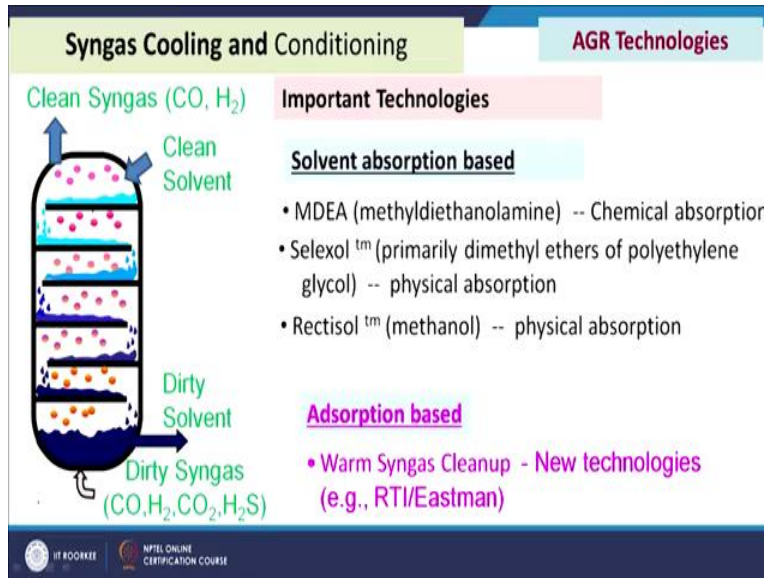 Syngas Cooling and Conditioning
AGR Technologies
Clean Syngas (CO, H₂)
Clean
Solvent
Dirty
Solvent
Dirty Syngas
(CO,H₂,CO₂,H₂S)
Important Technologies
Solvent absorption based
• MDEA (methyldiethanolamine) -- Chemical absorption
• Selexol ᵗᵐ (primarily dimethyl ethers of polyethylene
glycol) -- physical absorption
• Rectisol ᵗᵐ (methanol) -- physical absorption
Adsorption based
• Warm Syngas Cleanup - New technologies
(e.g., RTI/Eastman)
IIT ROORKEE
NPTEL ONLINE
CERTIFICATION COURSE